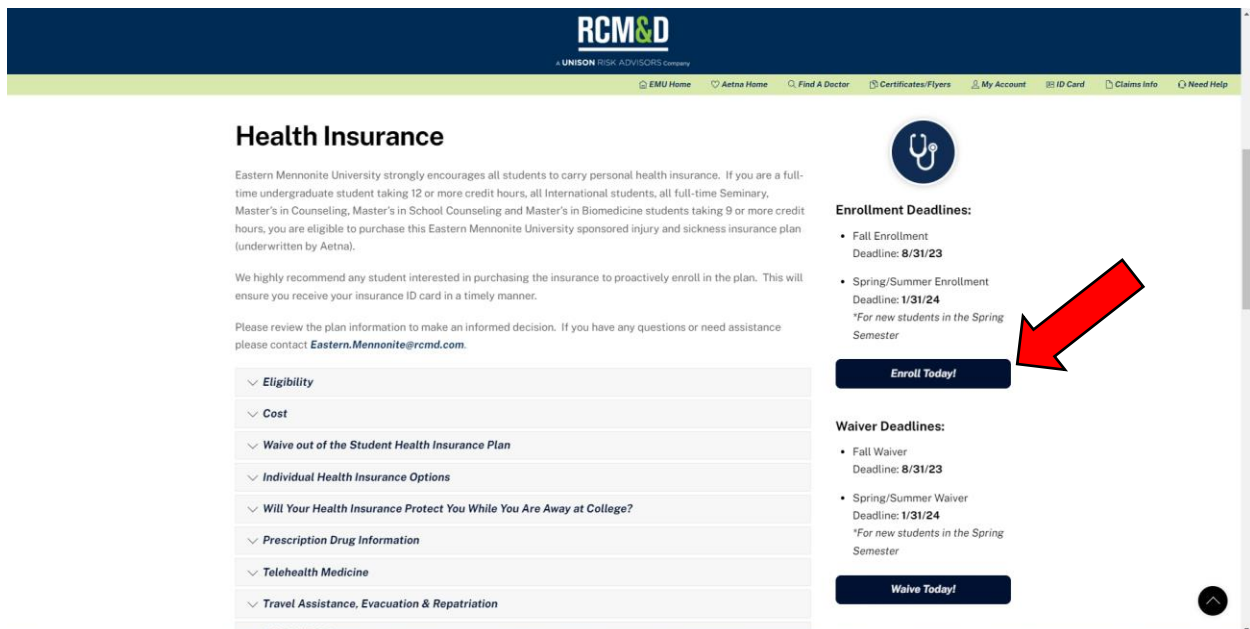 RCM&D
A UNISON RISK ADVISORS Company
EMU Home Aetna Home Find A Doctor Certificates/Flyers My Account ID Card Claims Info Need Help
Health Insurance
Eastern Mennonite University strongly encourages all students to carry personal health insurance. If you are a full-
time undergraduate student taking 12 or more credit hours, all International students, all full-time Seminary,
Master's in Counseling, Master's in School Counseling and Master's in Biomedicine students taking 9 or more credit
hours, you are eligible to purchase this Eastern Mennonite University sponsored injury and sickness insurance plan
(underwritten by Aetna).
We highly recommend any student interested in purchasing the insurance to proactively enroll in the plan. This will
ensure you receive your insurance ID card in a timely manner.
Please review the plan information to make an informed decision. If you have any questions or need assistance
please contact Eastern.Mennonite@rcmd.com.
Eligibility
Cost
Waive out of the Student Health Insurance Plan
Individual Health Insurance Options
Will Your Health Insurance Protect You While You Are Away at College?
Prescription Drug Information
Telehealth Medicine
Travel Assistance, Evacuation & Repatriation
Enrollment Deadlines:
• Fall Enrollment
Deadline: 8/31/23
• Spring/Summer Enrollment
Deadline: 1/31/24
*For new students in the Spring
Semester
Enroll Today!
Waiver Deadlines:
• Fall Waiver
Deadline: 8/31/23
• Spring/Summer Waiver
Deadline: 1/31/24
*For new students in the Spring
Semester
Waive Today!